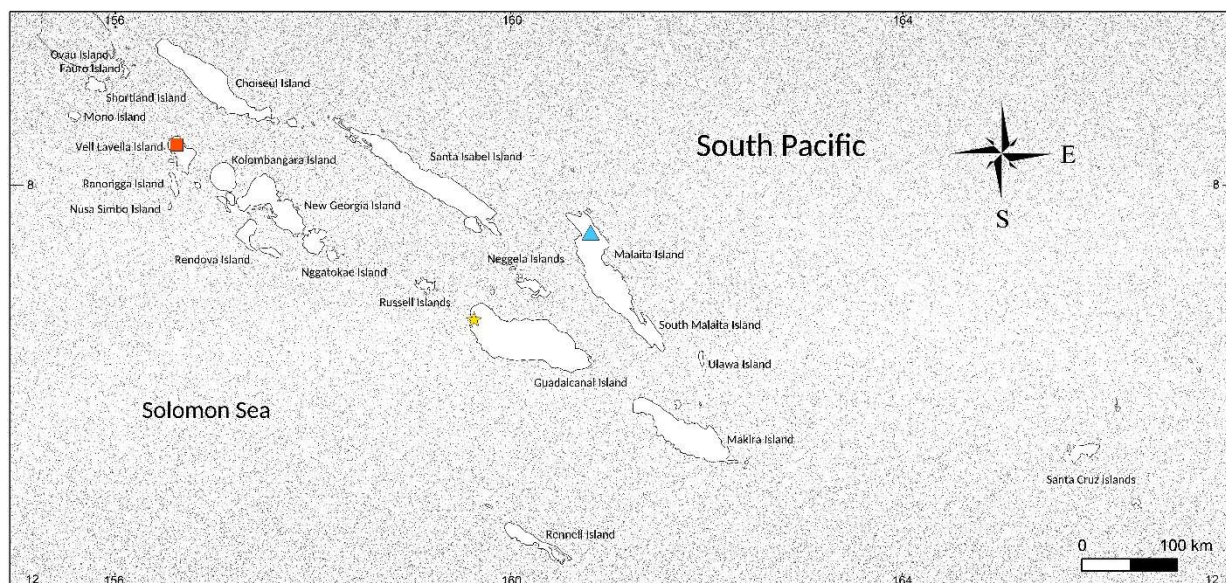 156
160
164
Ovau Island
Fauro Island
Choiseul Island
Shortland Island
Mono Island
Vell Lavella Island
Santa Isabel Island
South Pacific
E
S
Kolombangara Island
8
8
Ranongga Island
New Georgia Island
Nusa Simbo Island
Rendova Island
Nggatokae Island
Neggela Islands
Malaita Island
Russell Islands
South Malaita Island
Ulawa Island
Guadalcanal Island
Solomon Sea
Makira Island
Santa Cruz Islands
Rennell Island
0
100 km
12
156
160
164